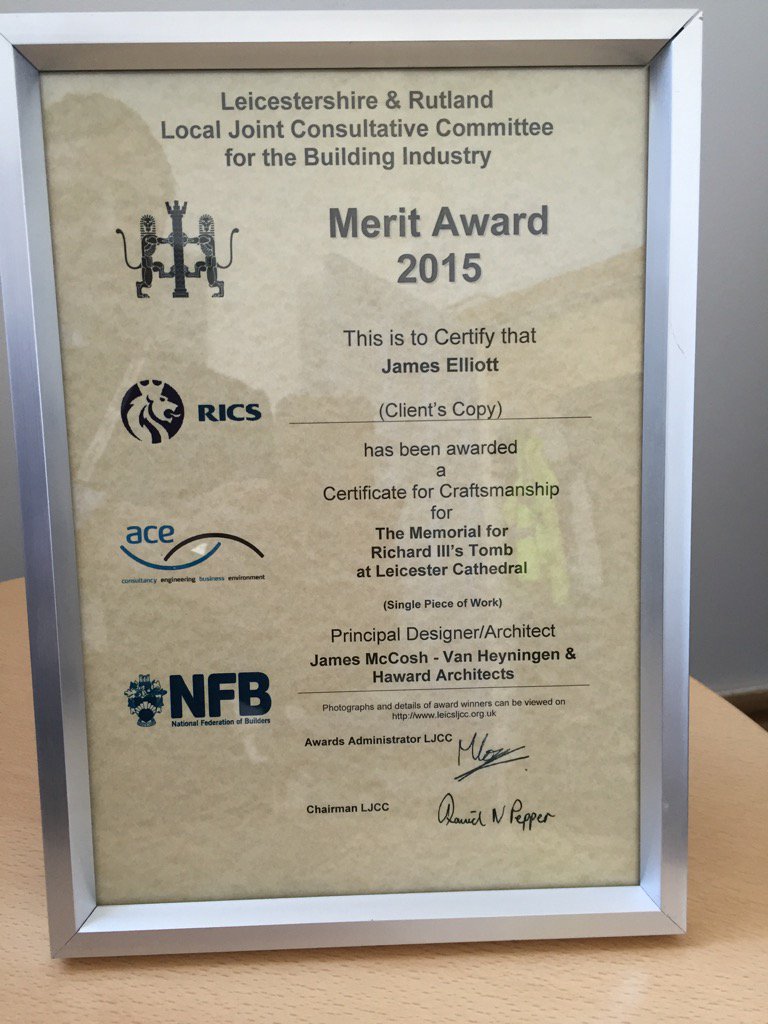 Leicestershire & Rutland
Local Joint Consultative Committee
for the Building Industry
Merit Award
2015
This is to Certify that
James Elliott
(Client's Copy)
RICS
has been awarded
a
Certificate for Craftsmanship
for
The Memorial for
Richard III's Tomb
at Leicester Cathedral
ace
consultancy engineering business environment
(Single Piece of Work)
Principal Designer/Architect
James McCosh - Van Heyningen &
Haward Architects
NFB
National Federation of Builders
Photographs and details of award winners can be viewed on
http://www.leicsljcc.org.uk
Awards Administrator LJCC
Chairman LJCC
David N Pepper